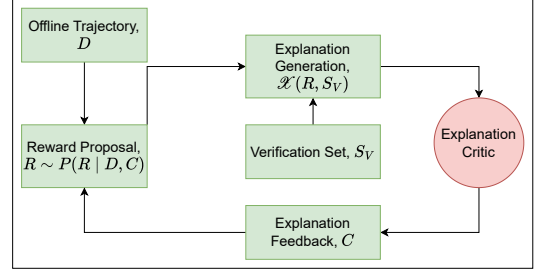 Offline Trajectory,
D
Reward Proposal,
R ∼ P(R | D, C)
Explanation
Generation,
𝒳(R, S_V)
Verification Set, S_V
Explanation
Critic
Explanation
Feedback, C